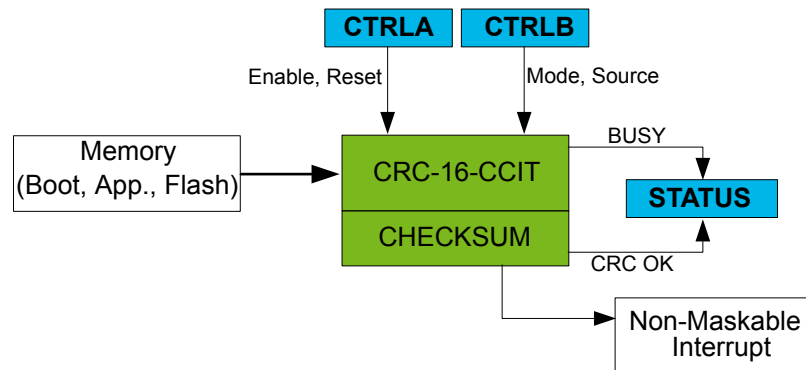 CTRLA
CTRLB
Enable, Reset
Mode, Source
BUSY
Memory
(Boot, App., Flash)
CRC-16-CCIT
STATUS
CHECKSUM
CRC OK
Non-Maskable
Interrupt